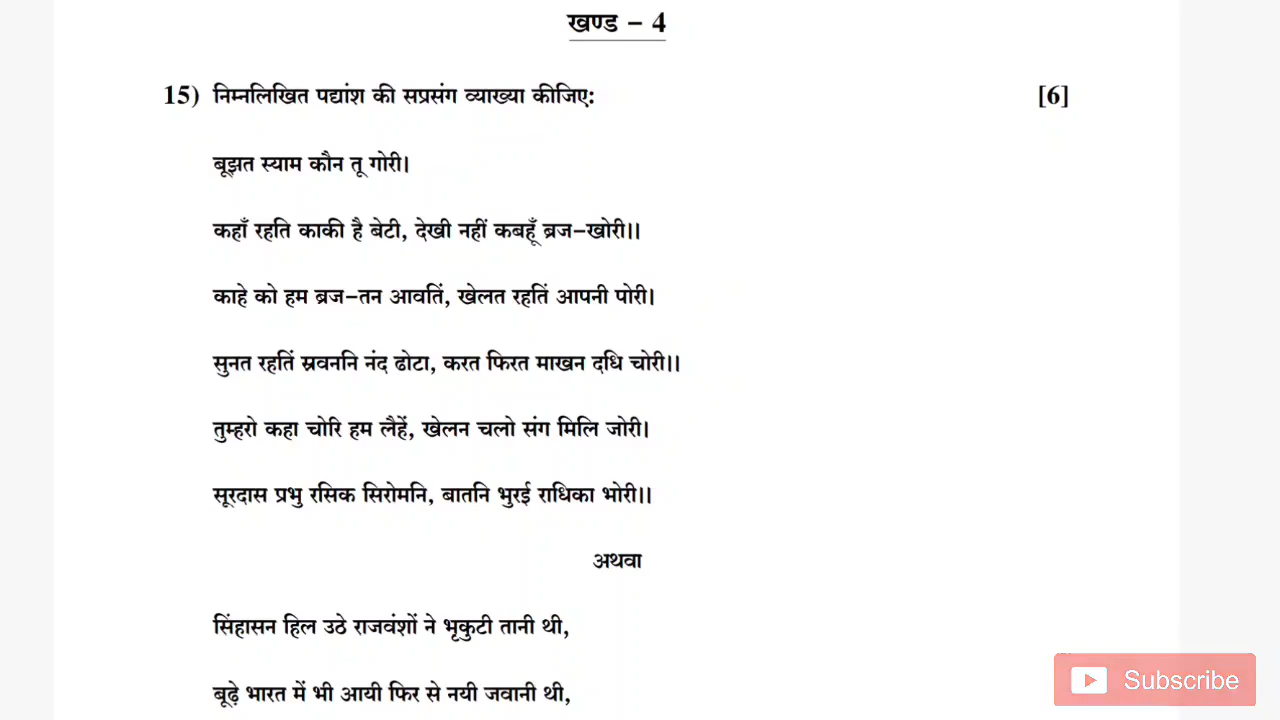 खण्ड – 4
15) निम्नलिखित पद्यांश की सप्रसंग व्याख्या कीजिए: [6]
बूझत स्याम कौन तू गोरी।
कहाँ रहति काकी है बेटी, देखी नहीं कबहूँ ब्रज–खोरी।।
काहे को हम ब्रज–तन आवतिं, खेलत रहतिं आपनी पोरी।
सुनत रहतिं स्रवननि नंद ढोटा, करत फिरत माखन दधि चोरी।।
तुम्हरो कहा चोरि हम लैहें, खेलन चलो संग मिलि जोरी।
सूरदास प्रभु रसिक सिरोमनि, बातनि भुरई राधिका भोरी।।
अथवा
सिंहासन हिल उठे राजवंशों ने भृकुटी तानी थी,
बूढ़े भारत में भी आयी फिर से नयी जवानी थी,
Subscribe